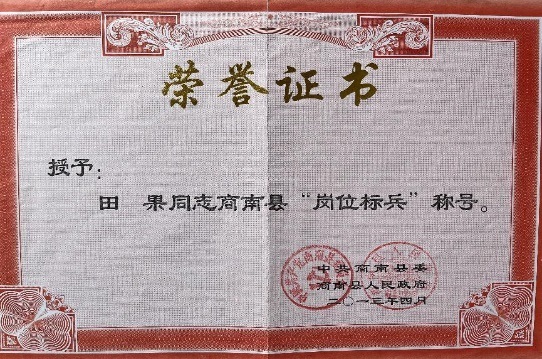 荣誉证书
授予：
田 果同志商南县“岗位标兵”称号。
中共商南县委
商南县人民政府
二〇一三年四月